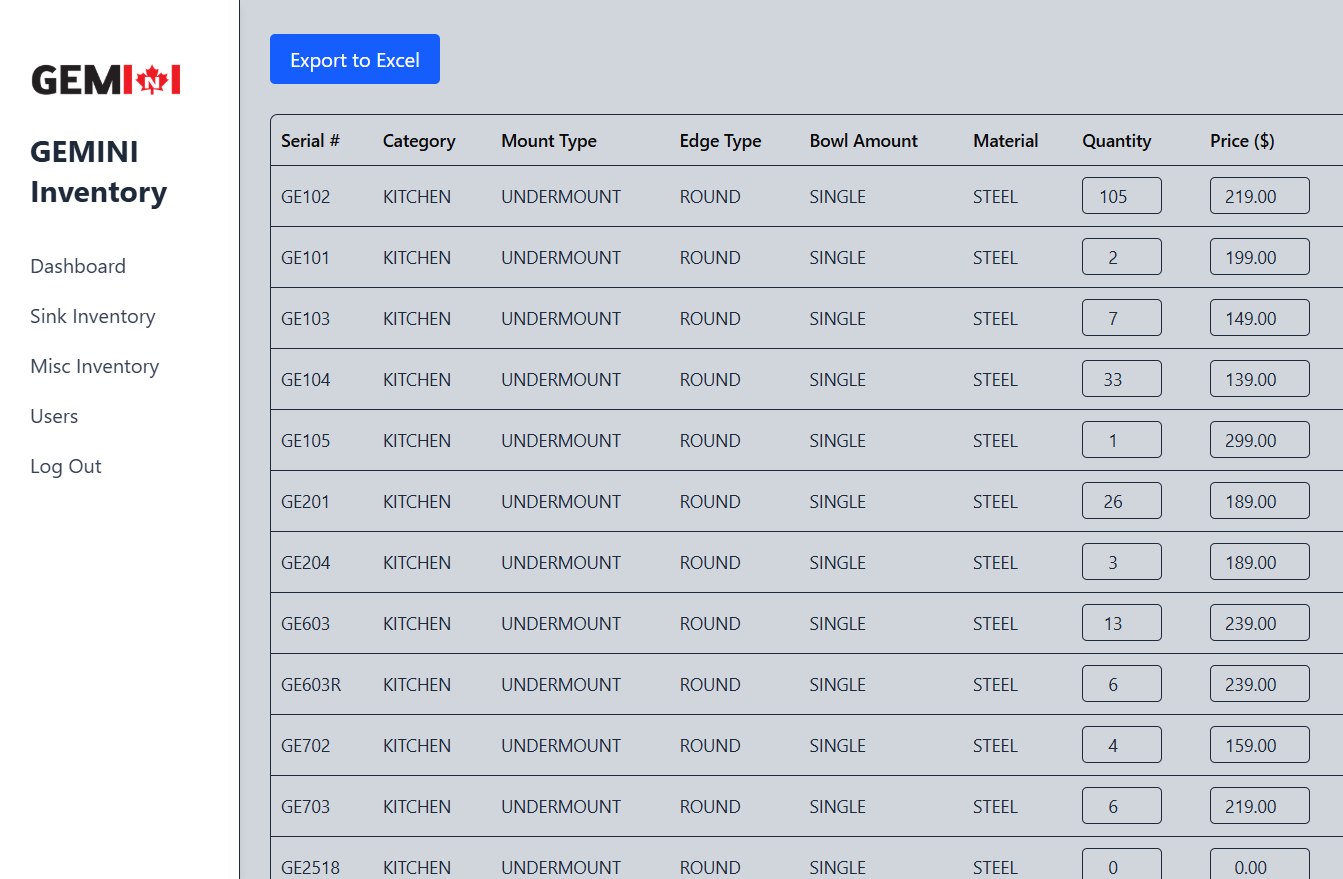 GEMINI
GEMINI
Inventory
Dashboard
Sink Inventory
Misc Inventory
Users
Log Out
Export to Excel
Serial # Category Mount Type Edge Type Bowl Amount Material Quantity Price ($)
GE102 KITCHEN UNDERMOUNT ROUND SINGLE STEEL 105 219.00
GE101 KITCHEN UNDERMOUNT ROUND SINGLE STEEL 2 199.00
GE103 KITCHEN UNDERMOUNT ROUND SINGLE STEEL 7 149.00
GE104 KITCHEN UNDERMOUNT ROUND SINGLE STEEL 33 139.00
GE105 KITCHEN UNDERMOUNT ROUND SINGLE STEEL 1 299.00
GE201 KITCHEN UNDERMOUNT ROUND SINGLE STEEL 26 189.00
GE204 KITCHEN UNDERMOUNT ROUND SINGLE STEEL 3 189.00
GE603 KITCHEN UNDERMOUNT ROUND SINGLE STEEL 13 239.00
GE603R KITCHEN UNDERMOUNT ROUND SINGLE STEEL 6 239.00
GE702 KITCHEN UNDERMOUNT ROUND SINGLE STEEL 4 159.00
GE703 KITCHEN UNDERMOUNT ROUND SINGLE STEEL 6 219.00
GE2518 KITCHEN UNDERMOUNT ROUND SINGLE STEEL 0 0.00